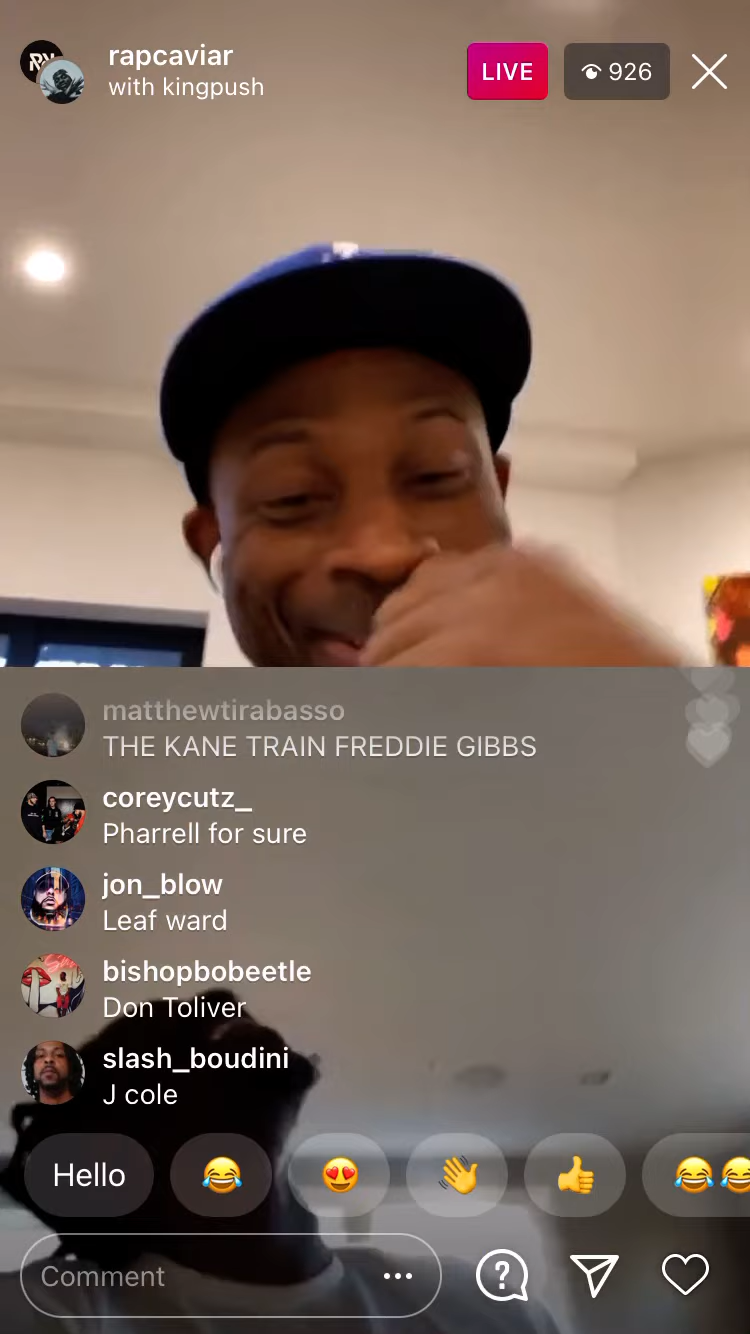 rapcaviar
with kingpush
LIVE
926
matthewtirabasso
THE KANE TRAIN FREDDIE GIBBS
coreycutz_
Pharrell for sure
jon_blow
Leaf ward
bishopbobeetle
Don Toliver
slash_boudini
J cole
Hello
Comment